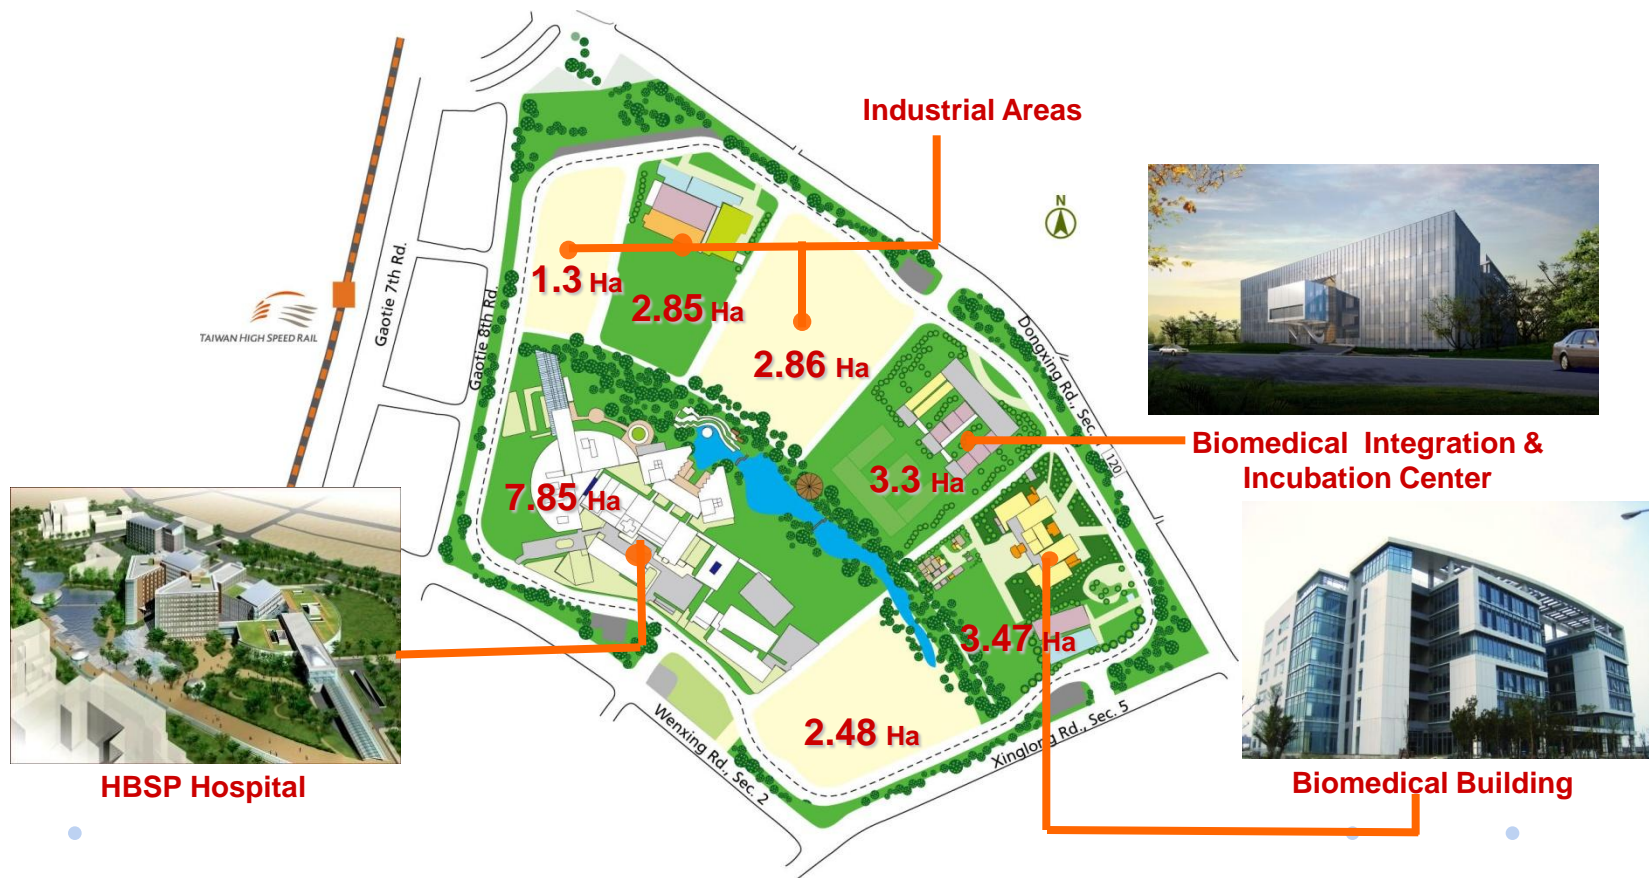 Industrial Areas
N
1.3 Ha
2.85 Ha
2.86 Ha
Gaotie 7th Rd.
Gaotie 8th Rd.
TAIWAN HIGH SPEED RAIL
Dongxing Rd., Sec. 1
120
Biomedical Integration &
Incubation Center
3.3 Ha
7.85 Ha
3.47 Ha
2.48 Ha
Wenxing Rd., Sec. 2
Xinglong Rd., Sec. 5
HBSP Hospital
Biomedical Building